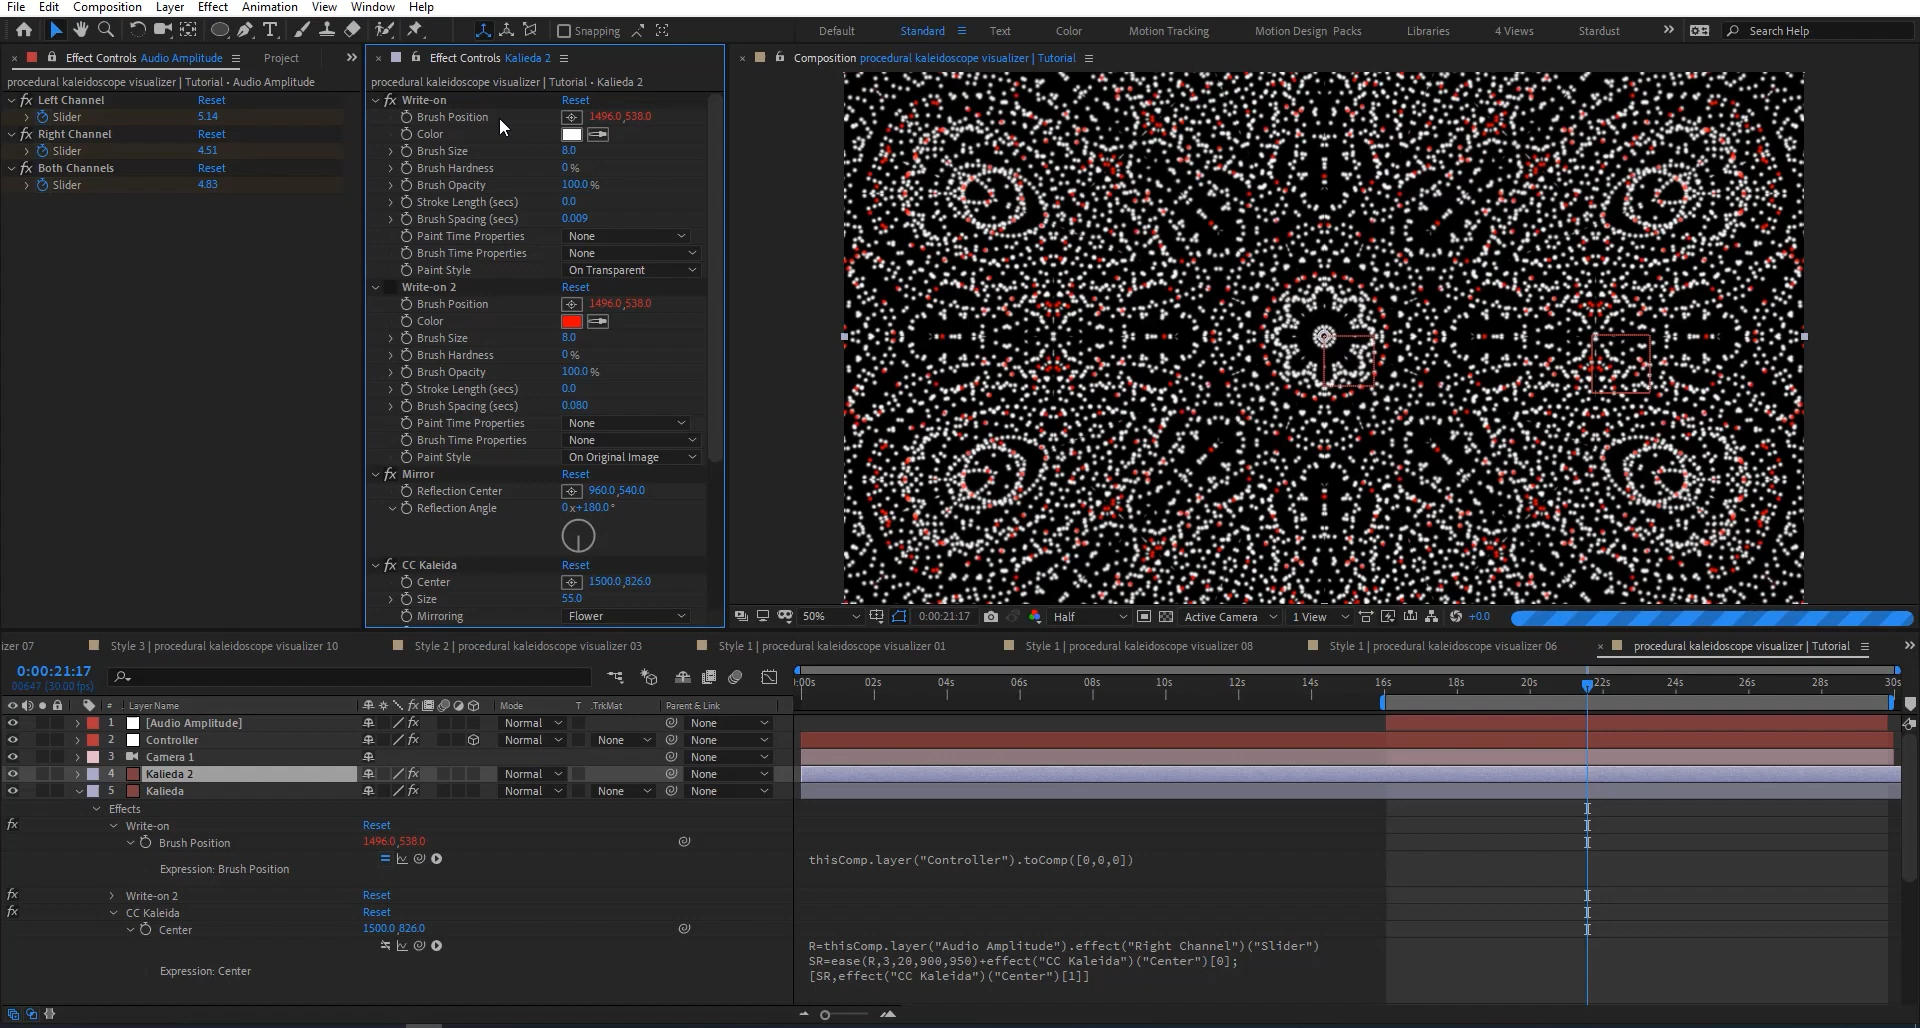 File Edit Composition Layer Effect Animation View Window Help
Snapping
Default Standard Text Color Motion Tracking Motion Design Packs Libraries 4 Views Stardust Search Help
Effect Controls Audio Amplitude Project
procedural kaleidoscope visualizer | Tutorial • Audio Amplitude
fx Left Channel Reset
Slider 5.14
fx Right Channel Reset
Slider 4.51
fx Both Channels Reset
Slider 4.83
Effect Controls Kalieda 2
procedural kaleidoscope visualizer | Tutorial • Kalieda 2
fx Write-on Reset
Brush Position 1496.0,538.0
Color
Brush Size 8.0
Brush Hardness 0 %
Brush Opacity 100.0 %
Stroke Length (secs) 0.0
Brush Spacing (secs) 0.009
Paint Time Properties None
Brush Time Properties None
Paint Style On Transparent
Write-on 2 Reset
Brush Position 1496.0,538.0
Color
Brush Size 8.0
Brush Hardness 0 %
Brush Opacity 100.0 %
Stroke Length (secs) 0.0
Brush Spacing (secs) 0.080
Paint Time Properties None
Brush Time Properties None
Paint Style On Original Image
fx Mirror Reset
Reflection Center 960.0,540.0
Reflection Angle 0x+180.0°
fx CC Kaleida Reset
Center 1500.0,826.0
Size 55.0
Mirroring Flower
Composition procedural kaleidoscope visualizer | Tutorial
50% 0:00:21:17 Half Active Camera 1 View +0.0
izer 07 Style 3 | procedural kaleidoscope visualizer 10 Style 2 | procedural kaleidoscope visualizer 03 Style 1 | procedural kaleidoscope visualizer 01 Style 1 | procedural kaleidoscope visualizer 08 Style 1 | procedural kaleidoscope visualizer 06 procedural kaleidoscope visualizer | Tutorial
0:00:21:17
00647 (30.00 fps)
:00s 02s 04s 06s 08s 10s 12s 14s 16s 18s 20s 22s 24s 26s 28s 30s
# Layer Name fx Mode T .TrkMat Parent & Link
1 [Audio Amplitude] fx Normal None
2 Controller fx Normal None None
3 Camera 1 None
4 Kalieda 2 fx Normal None
5 Kalieda fx Normal None None
Effects
fx Write-on Reset
Brush Position 1496.0,538.0
Expression: Brush Position thisComp.layer("Controller").toComp([0,0,0])
fx Write-on 2 Reset
fx CC Kaleida Reset
Center 1500.0,826.0
Expression: Center
R=thisComp.layer("Audio Amplitude").effect("Right Channel")("Slider")
SR=ease(R,3,20,900,950)+effect("CC Kaleida")("Center")[0];
[SR,effect("CC Kaleida")("Center")[1]]